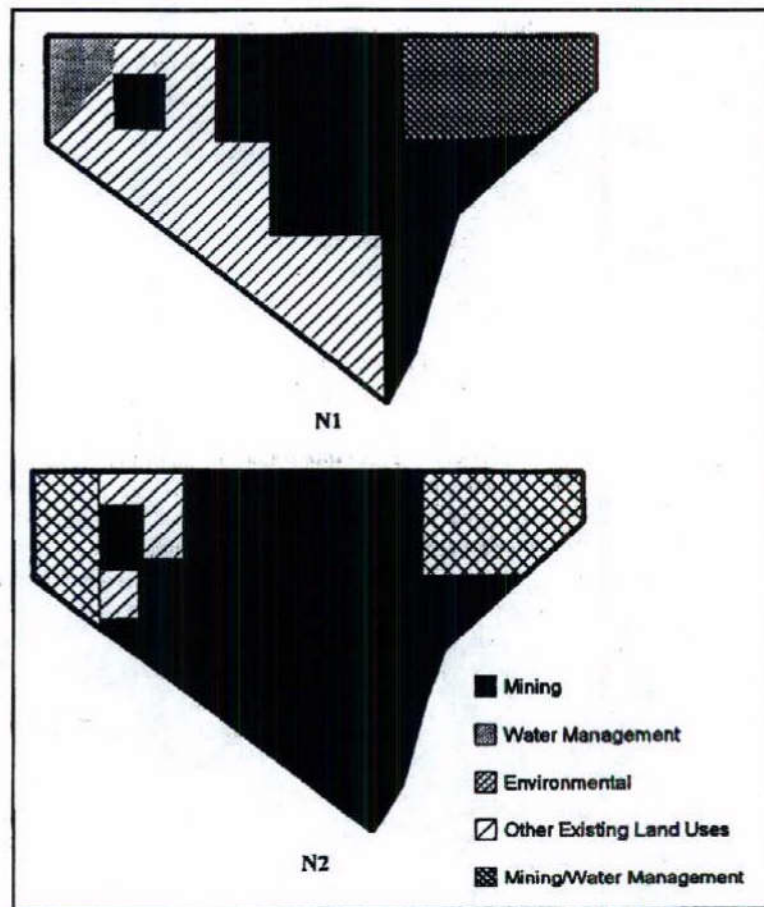 N1
N2
Mining
Water Management
Environmental
Other Existing Land Uses
Mining/Water Management